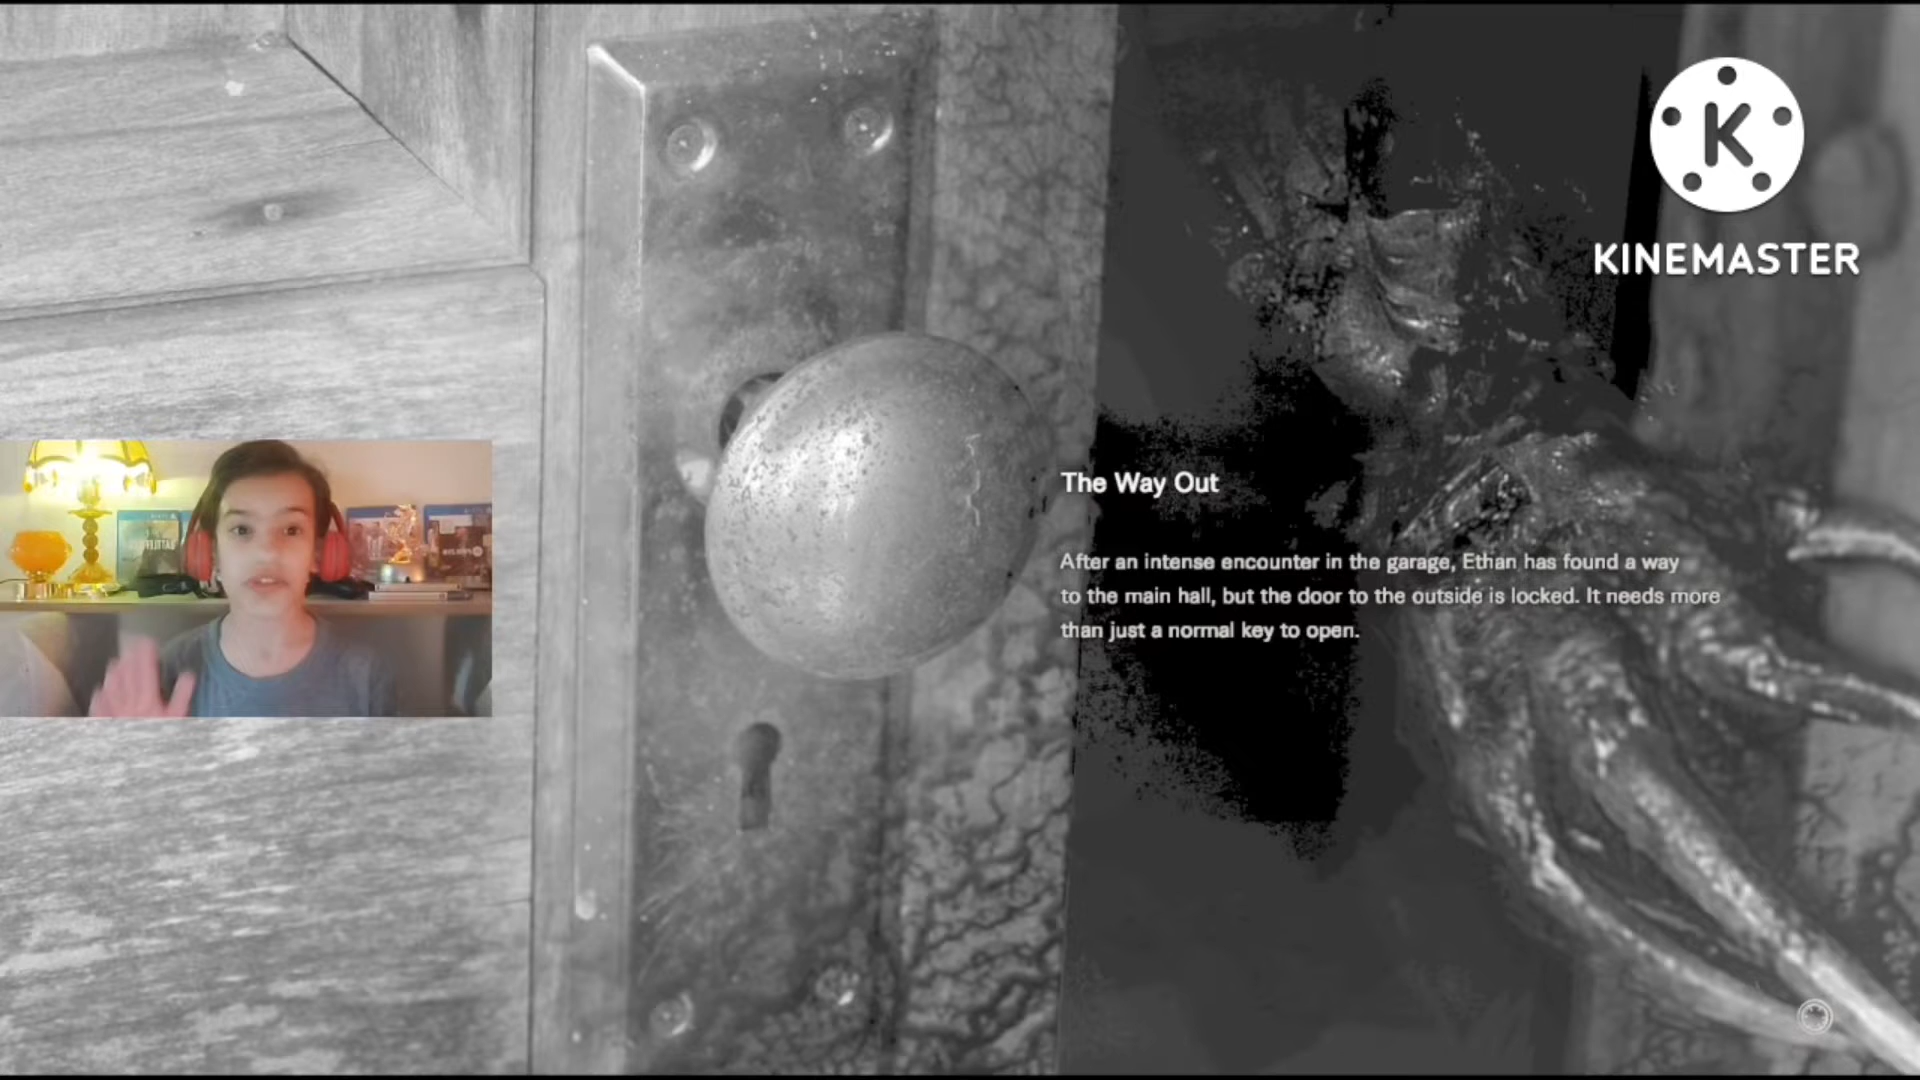 K
KINEMASTER
The Way Out
After an intense encounter in the garage, Ethan has found a way
to the main hall, but the door to the outside is locked. It needs more
than just a normal key to open.